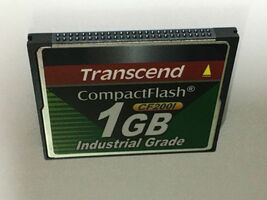 Transcend
CompactFlash®
CF200I
1GB
Industrial Grade